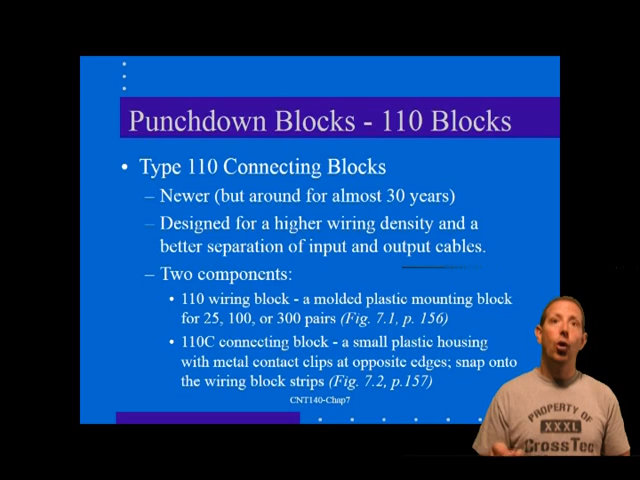 Punchdown Blocks - 110 Blocks
• Type 110 Connecting Blocks
– Newer (but around for almost 30 years)
– Designed for a higher wiring density and a
better separation of input and output cables.
– Two components:
• 110 wiring block - a molded plastic mounting block
for 25, 100, or 300 pairs (Fig. 7.1, p. 156)
• 110C connecting block - a small plastic housing
with metal contact clips at opposite edges; snap onto
the wiring block strips (Fig. 7.2, p.157)
CNT140-Chap7
PROPERTY OF
XXXL
CrossTec